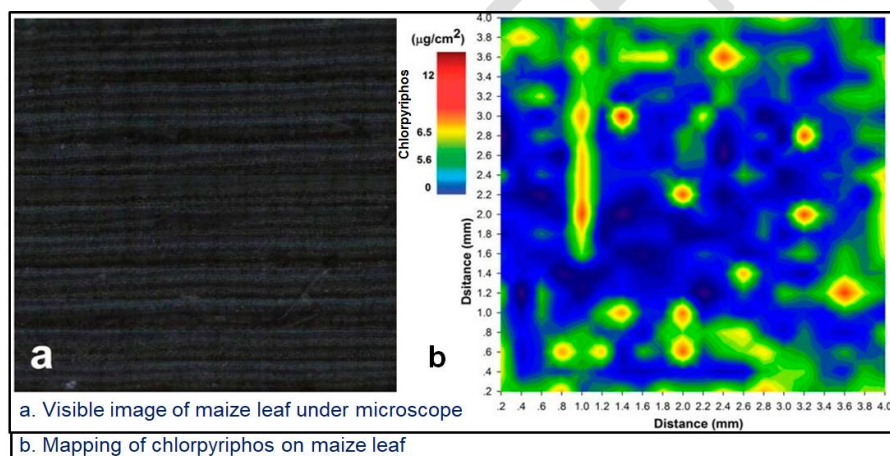 (µg/cm2)
Chlorpyriphos
12
6.5
5.6
0
Dsitance (mm)
4.0
3.8
3.6
3.4
3.2
3.0
2.8
2.6
2.4
2.2
2.0
1.8
1.6
1.4
1.2
1.0
.8
.6
.4
.2
.2 .4 .6 .8 1.0 1.2 1.4 1.6 1.8 2.0 2.2 2.4 2.6 2.8 3.0 3.2 3.4 3.6 3.8 4.0
Distance (mm)
a
b
a. Visible image of maize leaf under microscope
b. Mapping of chlorpyriphos on maize leaf